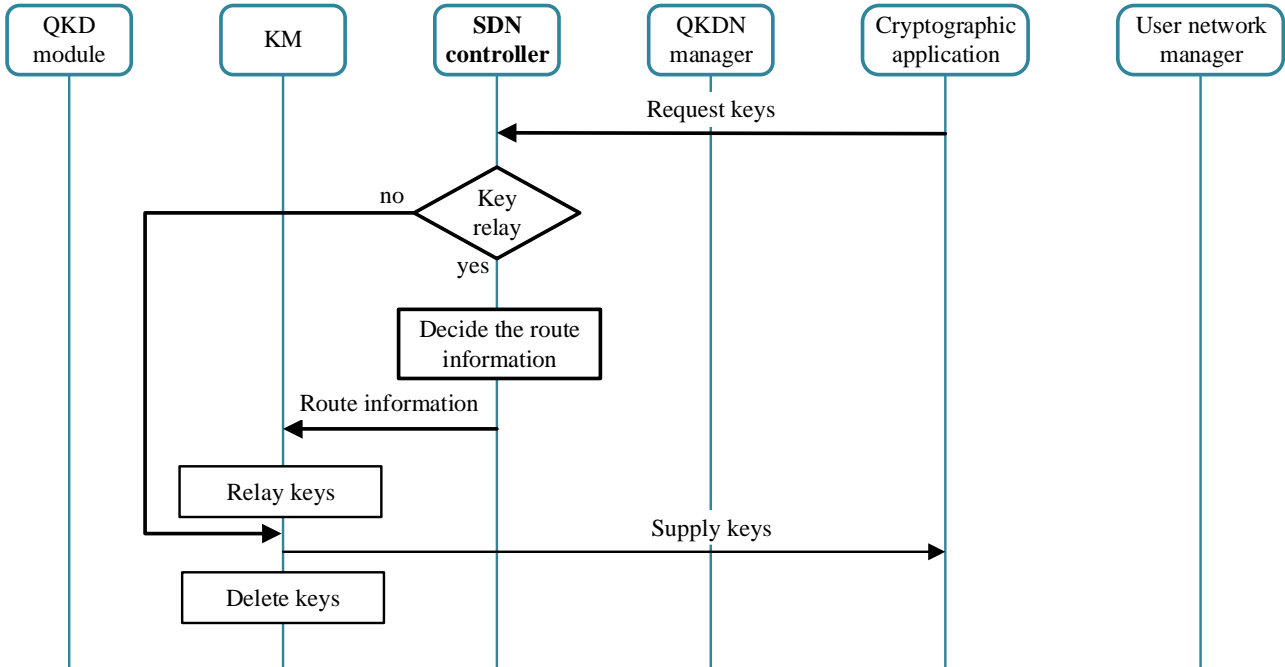 QKD
module
KM
SDN
controller
QKDN
manager
Cryptographic
application
User network
manager
Request keys
no
Key
relay
yes
Decide the route
information
Route information
Relay keys
Supply keys
Delete keys